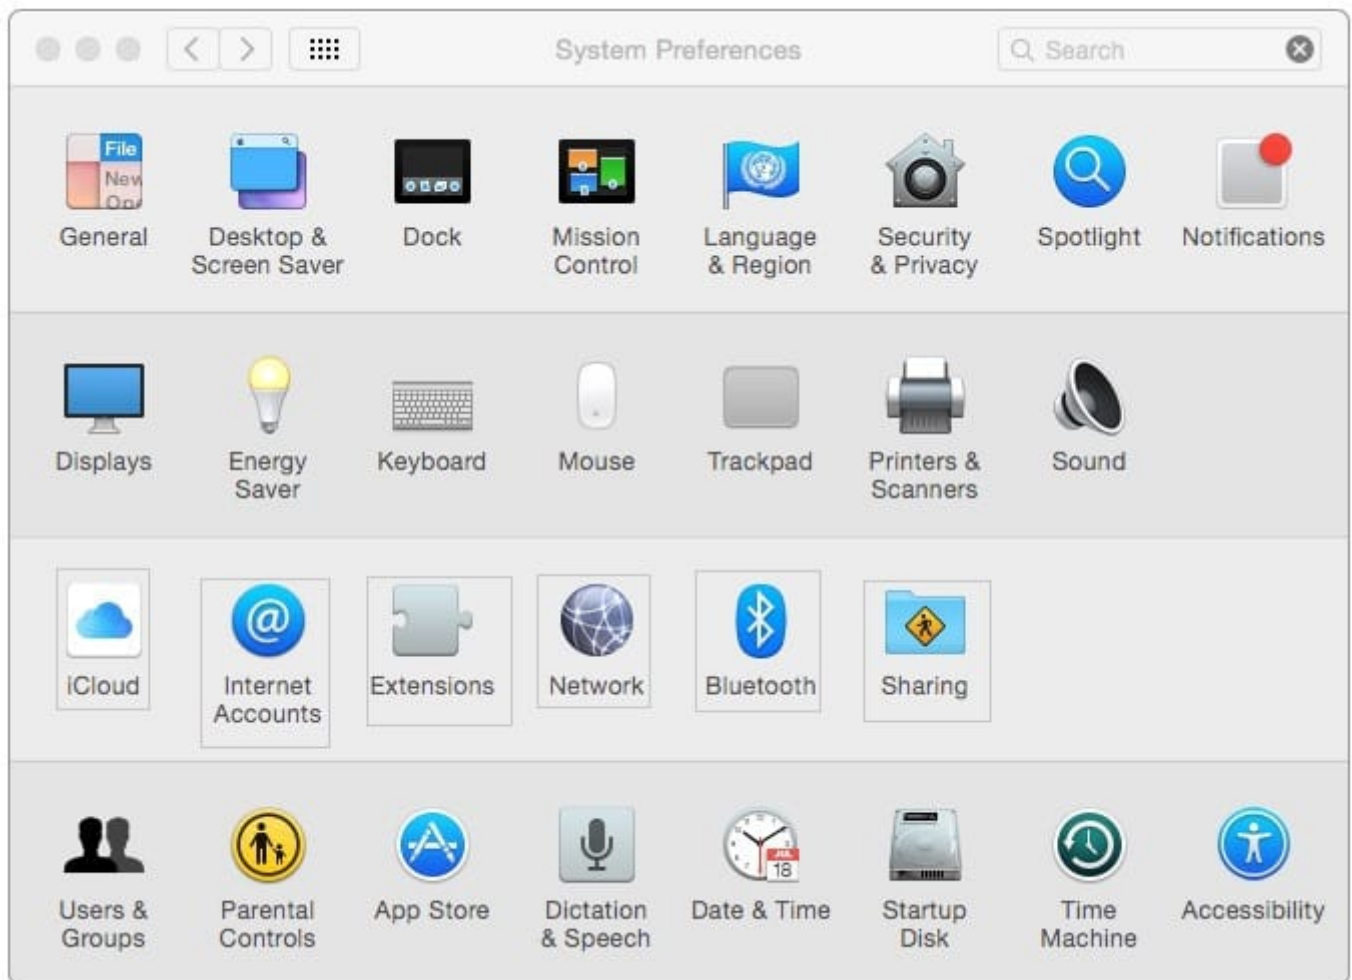 System Preferences
Search
File
New
Ope
General
Desktop &
Screen Saver
Dock
Mission
Control
Language
& Region
Security
& Privacy
Spotlight
Notifications
Displays
Energy
Saver
Keyboard
Mouse
Trackpad
Printers &
Scanners
Sound
@
iCloud
Internet
Accounts
Extensions
Network
Bluetooth
Sharing
JUL
18
Users &
Groups
Parental
Controls
App Store
Dictation
& Speech
Date & Time
Startup
Disk
Time
Machine
Accessibility